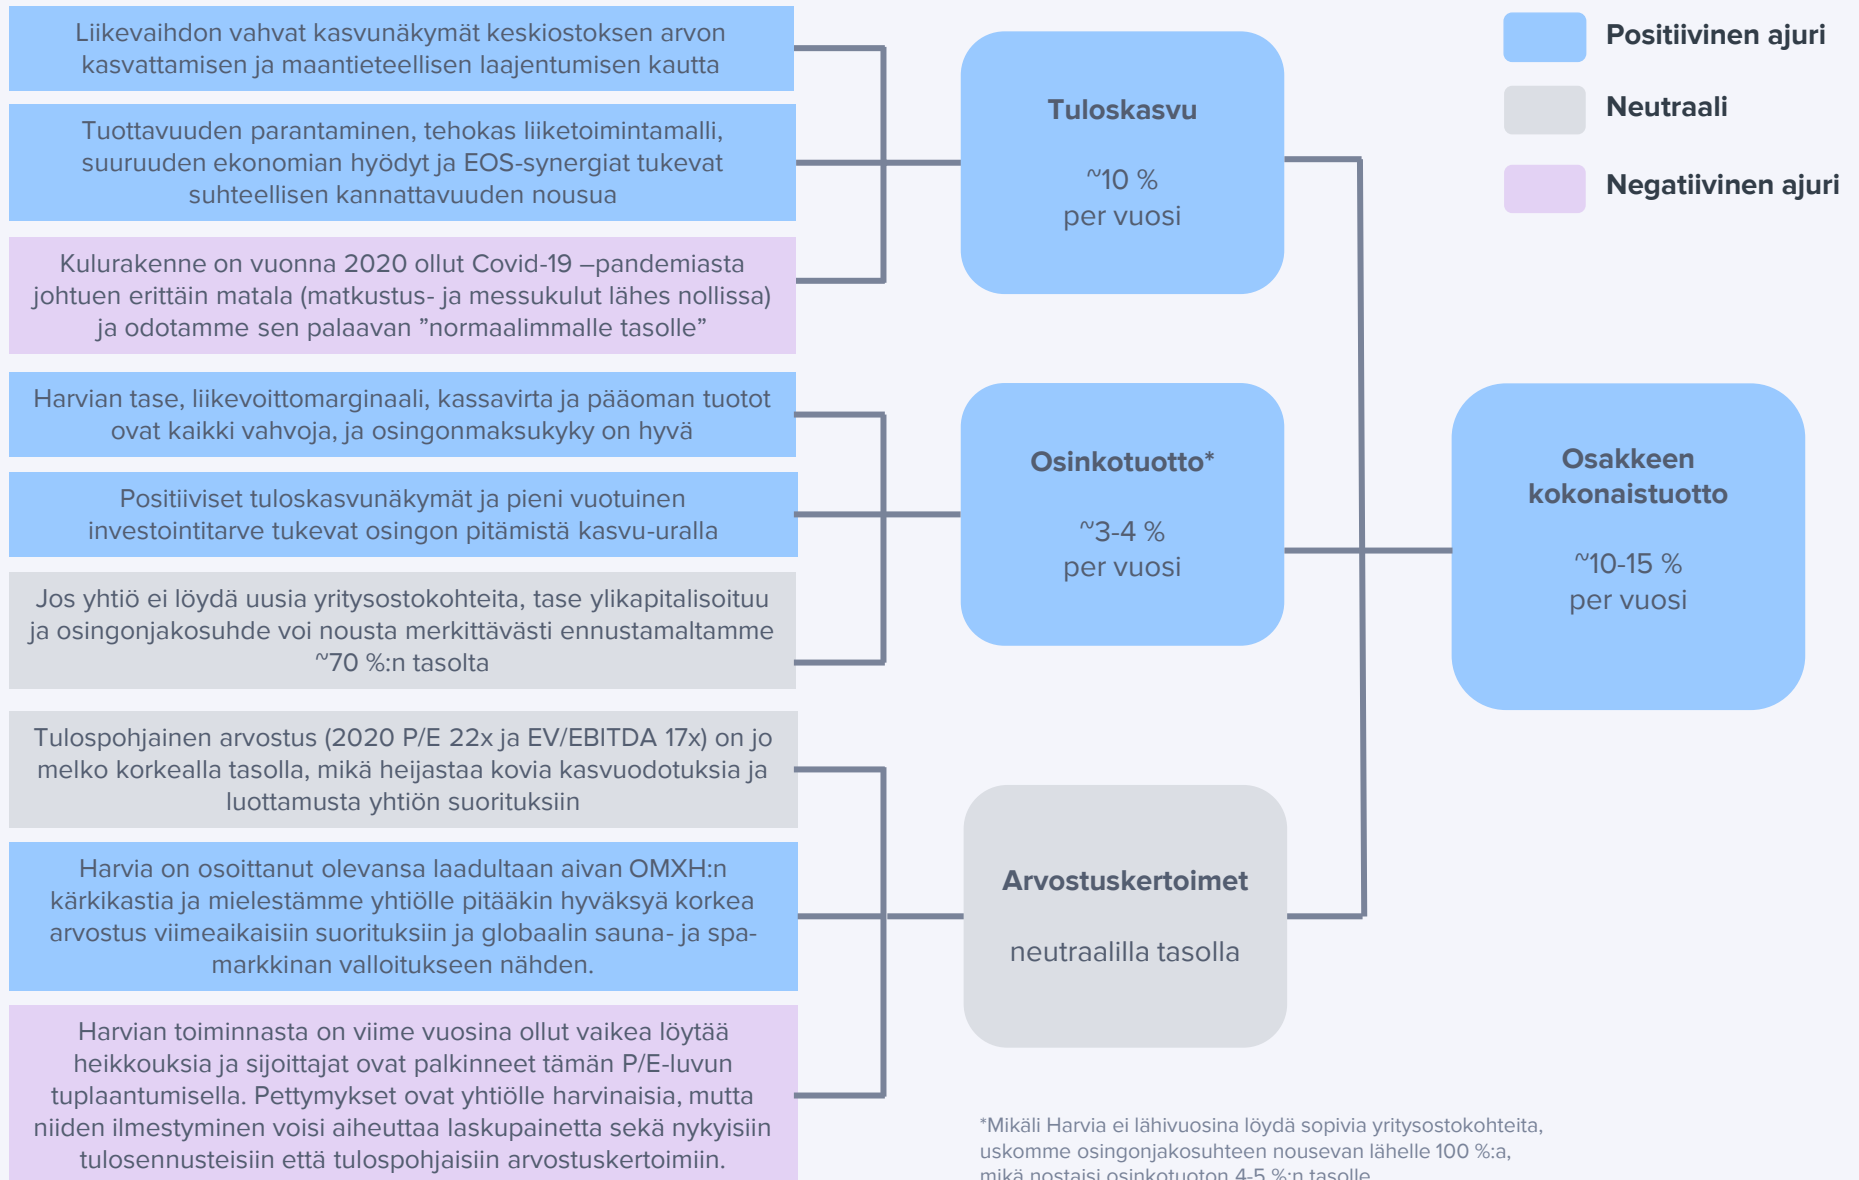 Liikevaihdon vahvat kasvunäkymät keskiostoksen arvon
kasvattamisen ja maantieteellisen laajentumisen kautta
Tuottavuuden parantaminen, tehokas liiketoimintamalli,
suuruuden ekonomian hyödyt ja EOS-synergiat tukevat
suhteellisen kannattavuuden nousua
Kulurakenne on vuonna 2020 ollut Covid-19 –pandemiasta
johtuen erittäin matala (matkustus- ja messukulut lähes nollissa)
ja odotamme sen palaavan ”normaalimmalle tasolle”
Tuloskasvu
~10 %
per vuosi
Positiivinen ajuri
Neutraali
Negatiivinen ajuri
Harvian tase, liikevoittomarginaali, kassavirta ja pääoman tuotot
ovat kaikki vahvoja, ja osingonmaksukyky on hyvä
Positiiviset tuloskasvunäkymät ja pieni vuotuinen
investointitarve tukevat osingon pitämistä kasvu-uralla
Jos yhtiö ei löydä uusia yritysostokohteita, tase ylikapitalisoituu
ja osingonjakosuhde voi nousta merkittävästi ennustamaltamme
~70 %:n tasolta
Osinkotuotto*
~3-4 %
per vuosi
Osakkeen
kokonaistuotto
~10-15 %
per vuosi
Tulospohjainen arvostus (2020 P/E 22x ja EV/EBITDA 17x) on jo
melko korkealla tasolla, mikä heijastaa kovia kasvuodotuksia ja
luottamusta yhtiön suorituksiin
Harvia on osoittanut olevansa laadultaan aivan OMXH:n
kärkikastia ja mielestämme yhtiölle pitääkin hyväksyä korkea
arvostus viimeaikaisiin suorituksiin ja globaalin sauna- ja spa-
markkinan valloitukseen nähden.
Harvian toiminnasta on viime vuosina ollut vaikea löytää
heikkouksia ja sijoittajat ovat palkinneet tämän P/E-luvun
tuplaantumisella. Pettymykset ovat yhtiölle harvinaisia, mutta
niiden ilmestyminen voisi aiheuttaa laskupainetta sekä nykyisiin
tulosennusteisiin että tulospohjaisiin arvostuskertoimiin.
Arvostuskertoimet
neutraalilla tasolla
*Mikäli Harvia ei lähivuosina löydä sopivia yritysostokohteita,
uskomme osingonjakosuhteen nousevan lähelle 100 %:a,
mikä nostaisi osinkotuoton 4-5 %:n tasolle